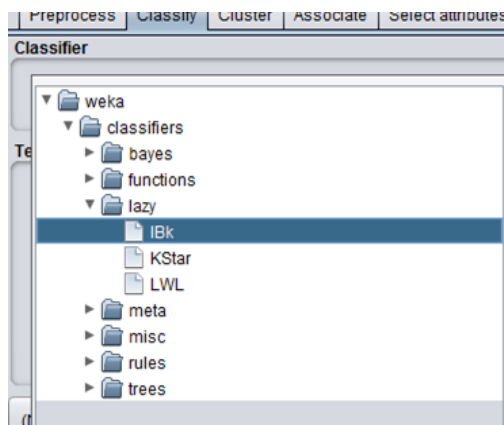 Preprocess Classify Cluster Associate Select attributes
Classifier
weka
classifiers
Te
bayes
functions
lazy
IBk
KStar
LWL
meta
misc
rules
trees